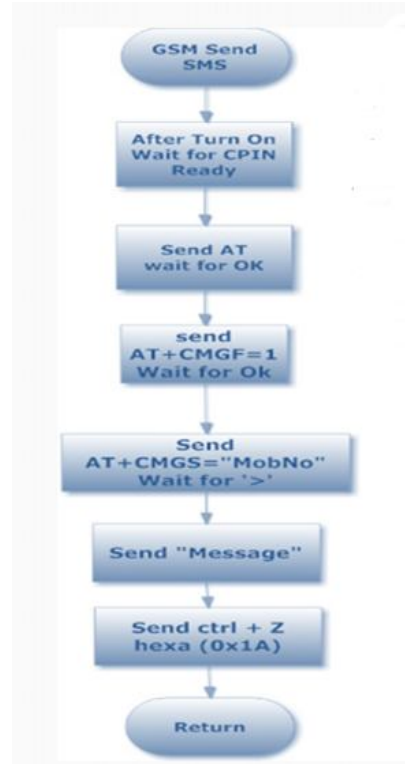 GSM Send
SMS
After Turn On
Wait for CPIN
Ready
Send AT
wait for OK
send
AT+CMGF=1
Wait for Ok
Send
AT+CMGS="MobNo"
Wait for '>'
Send "Message"
Send ctrl + Z
hexa (0x1A)
Return